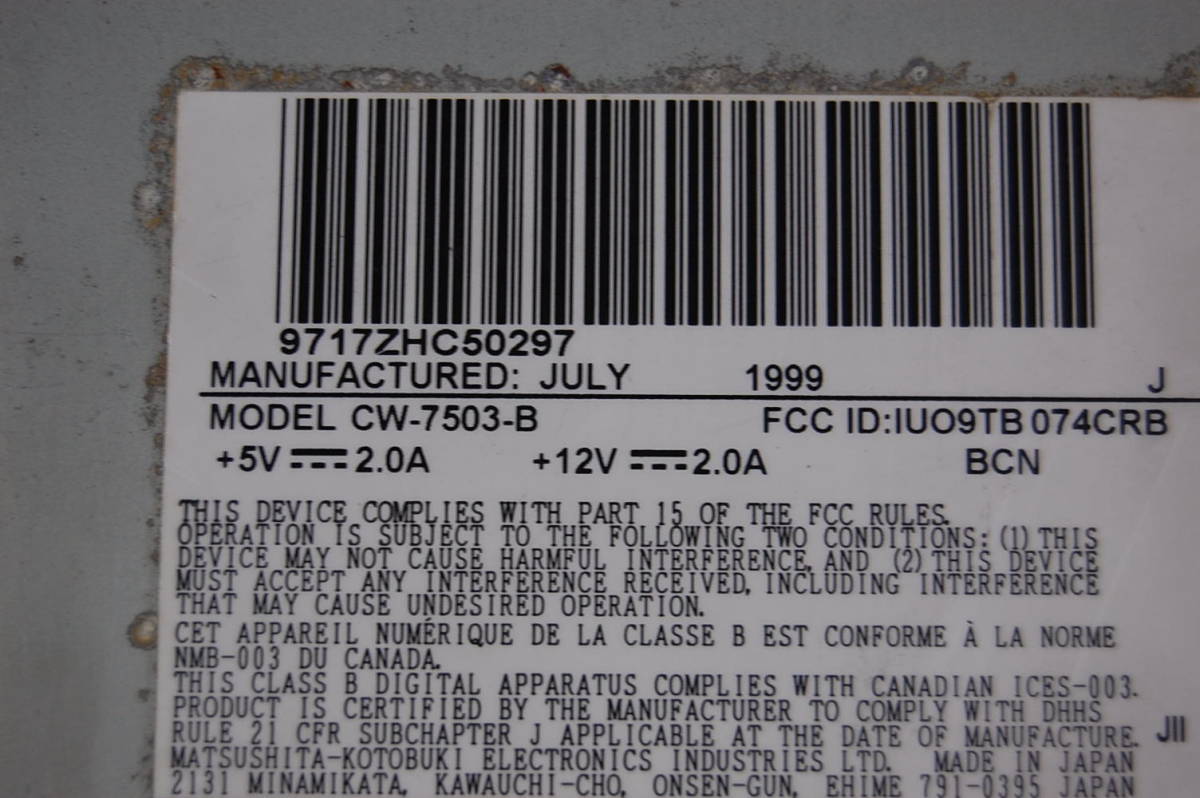 9717ZHC50297
MANUFACTURED: JULY 1999 J
MODEL CW-7503-B FCC ID:IUO9TB074CRB
+5V 2.0A +12V 2.0A BCN
THIS DEVICE COMPLIES WITH PART 15 OF THE FCC RULES.
OPERATION IS SUBJECT TO THE FOLLOWING TWO CONDITIONS: (1) THIS
DEVICE MAY NOT CAUSE HARMFUL INTERFERENCE, AND (2) THIS DEVICE
MUST ACCEPT ANY INTERFERENCE RECEIVED, INCLUDING INTERFERENCE
THAT MAY CAUSE UNDESIRED OPERATION.
CET APPAREIL NUMÉRIQUE DE LA CLASSE B EST CONFORME À LA NORME
NMB-003 DU CANADA.
THIS CLASS B DIGITAL APPARATUS COMPLIES WITH CANADIAN ICES-003.
PRODUCT IS CERTIFIED BY THE MANUFACTURER TO COMPLY WITH DHHS
RULE 21 CFR SUBCHAPTER J APPLICABLE AT THE DATE OF MANUFACTURE. JII
MATSUSHITA-KOTOBUKI ELECTRONICS INDUSTRIES LTD. MADE IN JAPAN
2131 MINAMIKATA, KAWAUCHI-CHO, ONSEN-GUN, EHIME 791-0395 JAPAN